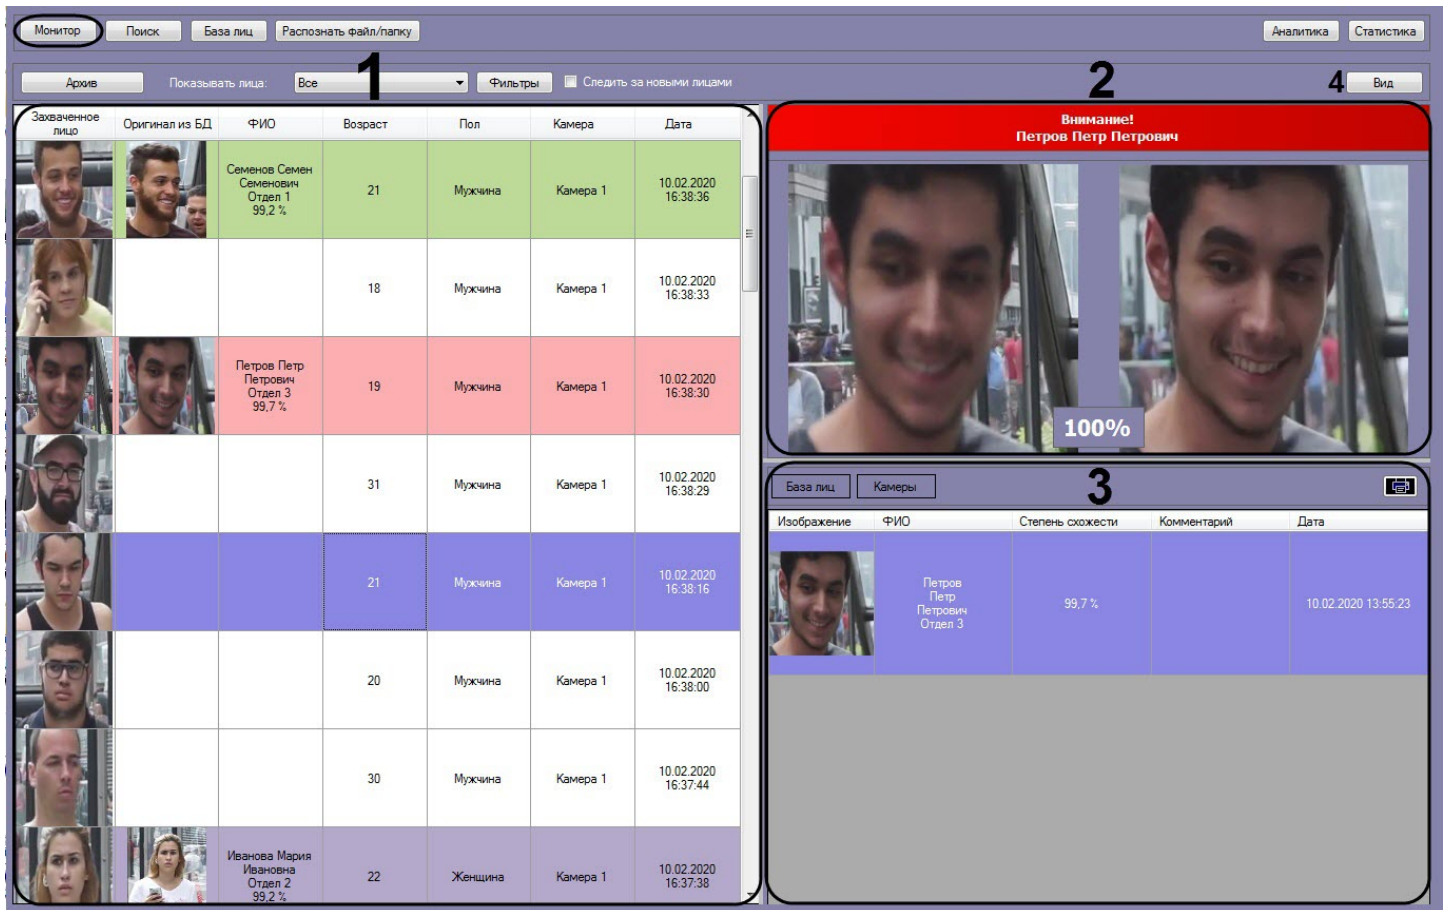 Монитор
Поиск
База лиц
Распознать файл/папку
Аналитика
Статистика
Архив
Показывать лица:
Все
1
Фильтры
Следить за новыми лицами
2
4
Вид
Захваченное
лицо
Оригинал из БД
ФИО
Возраст
Пол
Камера
Дата
Семенов Семен
Семенович
Отдел 1
99,2 %
21
Мужчина
Камера 1
10.02.2020
16:38:36
18
Мужчина
Камера 1
10.02.2020
16:38:33
Петров Петр
Петрович
Отдел 3
99,7 %
19
Мужчина
Камера 1
10.02.2020
16:38:30
31
Мужчина
Камера 1
10.02.2020
16:38:29
21
Мужчина
Камера 1
10.02.2020
16:38:16
20
Мужчина
Камера 1
10.02.2020
16:38:00
30
Мужчина
Камера 1
10.02.2020
16:37:44
Иванова Мария
Ивановна
Отдел 2
99,2 %
22
Женщина
Камера 1
10.02.2020
16:37:38
Внимание!
Петров Петр Петрович
100%
База лиц
Камеры
3
Изображение
ФИО
Степень схожести
Комментарий
Дата
Петров
Петр
Петрович
Отдел 3
99,7 %
10.02.2020 13:55:23